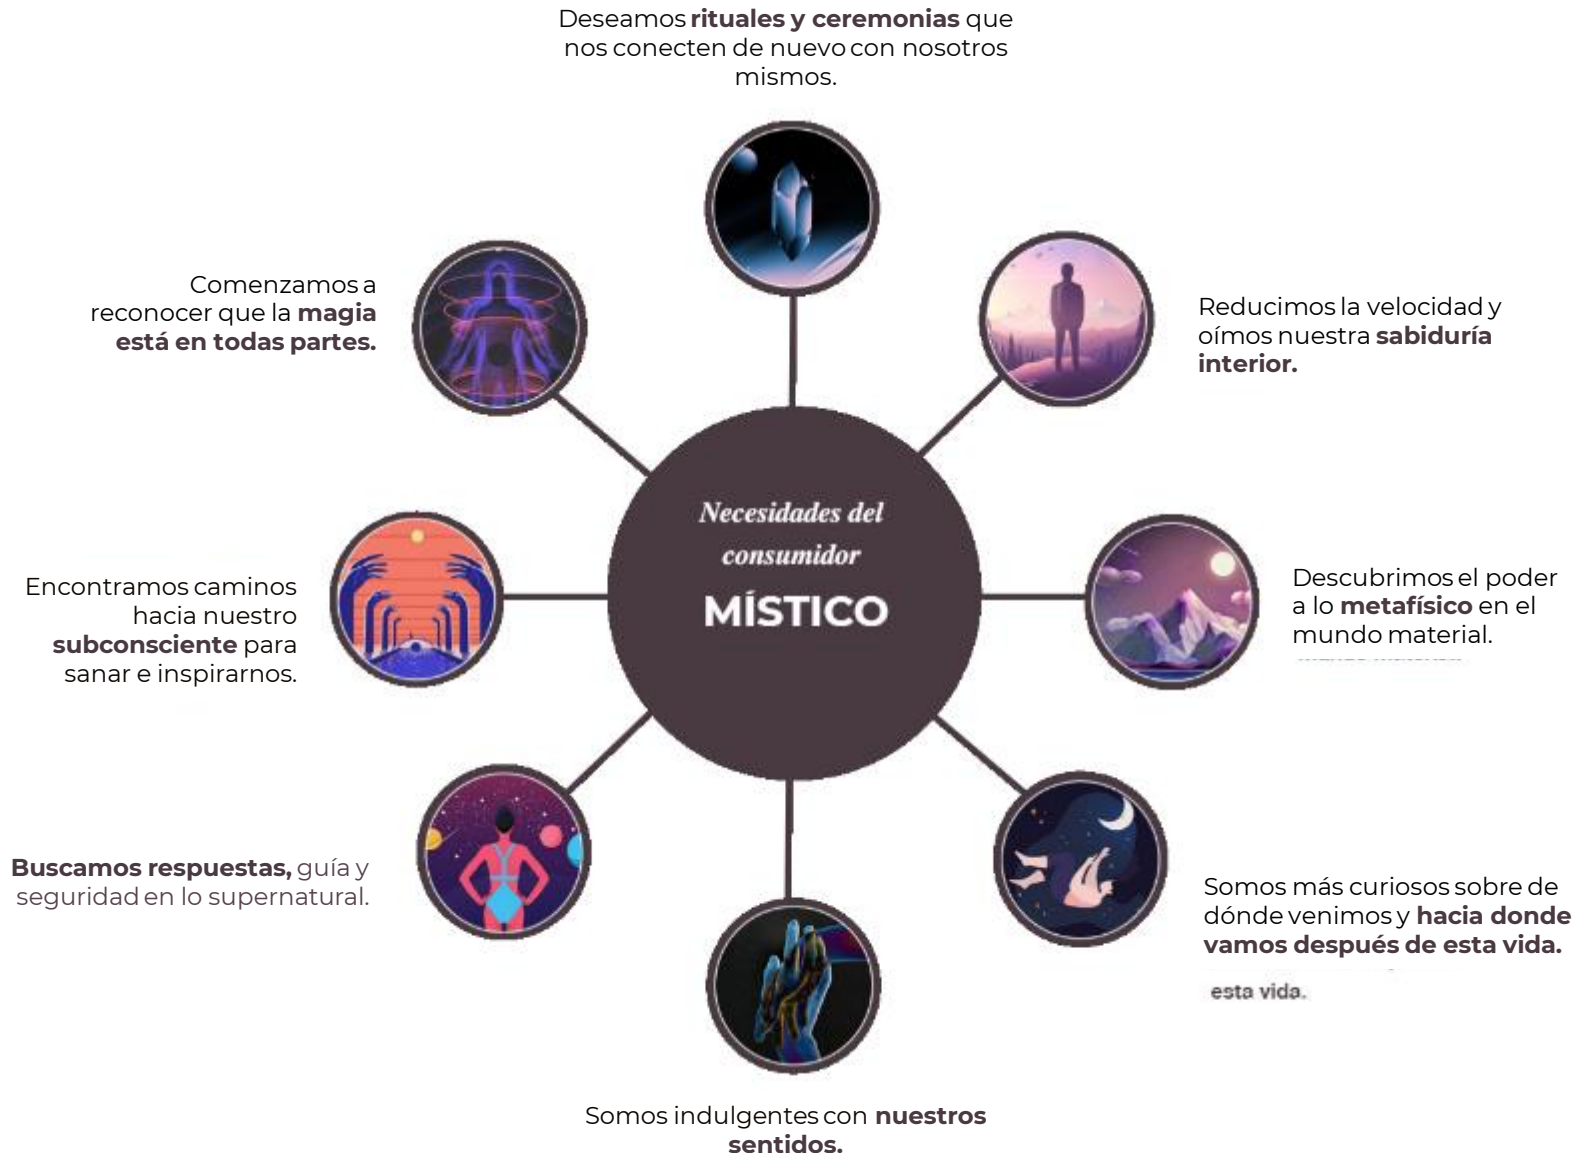 Deseamos rituales y ceremonias que
nos conecten de nuevo con nosotros
mismos.
Comenzamos a
reconocer que la magia
está en todas partes.
Reducimos la velocidad y
oímos nuestra sabiduría
interior.
Necesidades del
consumidor
MÍSTICO
Encontramos caminos
hacia nuestro
subconsciente para
sanar e inspirarnos.
Descubrimos el poder
a lo metafísico en el
mundo material.
Buscamos respuestas, guía y
seguridad en lo supernatural.
Somos más curiosos sobre de
dónde venimos y hacia donde
vamos después de esta vida.
esta vida.
Somos indulgentes con nuestros
sentidos.